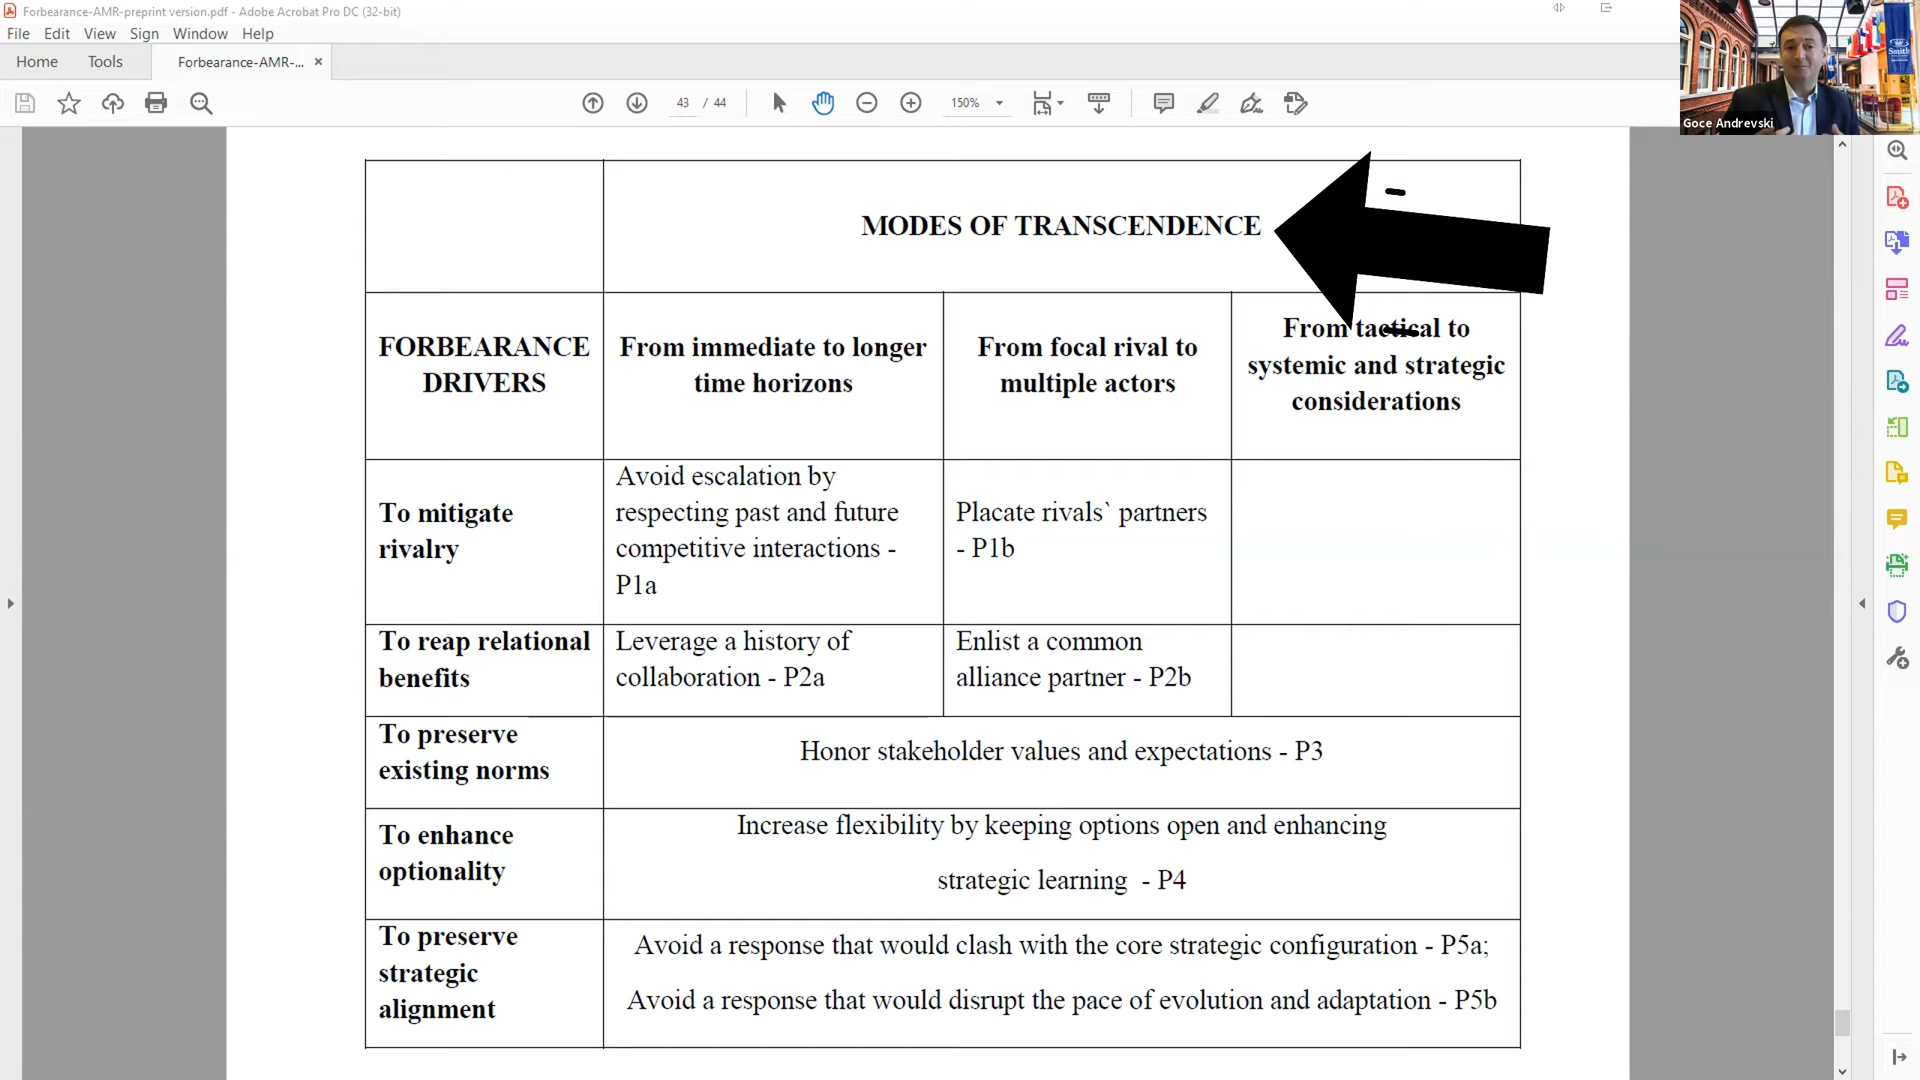 Forbearance-AMR-preprint version.pdf - Adobe Acrobat Pro DC (32-bit)
File Edit View Sign Window Help
Home Tools Forbearance-AMR-... ×
43 / 44 150%
Goce Andrevski
Smith
MODES OF TRANSCENDENCE
FORBEARANCE
DRIVERS
From immediate to longer
time horizons
From focal rival to
multiple actors
From tactical to
systemic and strategic
considerations
To mitigate
rivalry
Avoid escalation by
respecting past and future
competitive interactions -
P1a
Placate rivals` partners
- P1b
To reap relational
benefits
Leverage a history of
collaboration - P2a
Enlist a common
alliance partner - P2b
To preserve
existing norms
Honor stakeholder values and expectations - P3
To enhance
optionality
Increase flexibility by keeping options open and enhancing
strategic learning - P4
To preserve
strategic
alignment
Avoid a response that would clash with the core strategic configuration - P5a;
Avoid a response that would disrupt the pace of evolution and adaptation - P5b